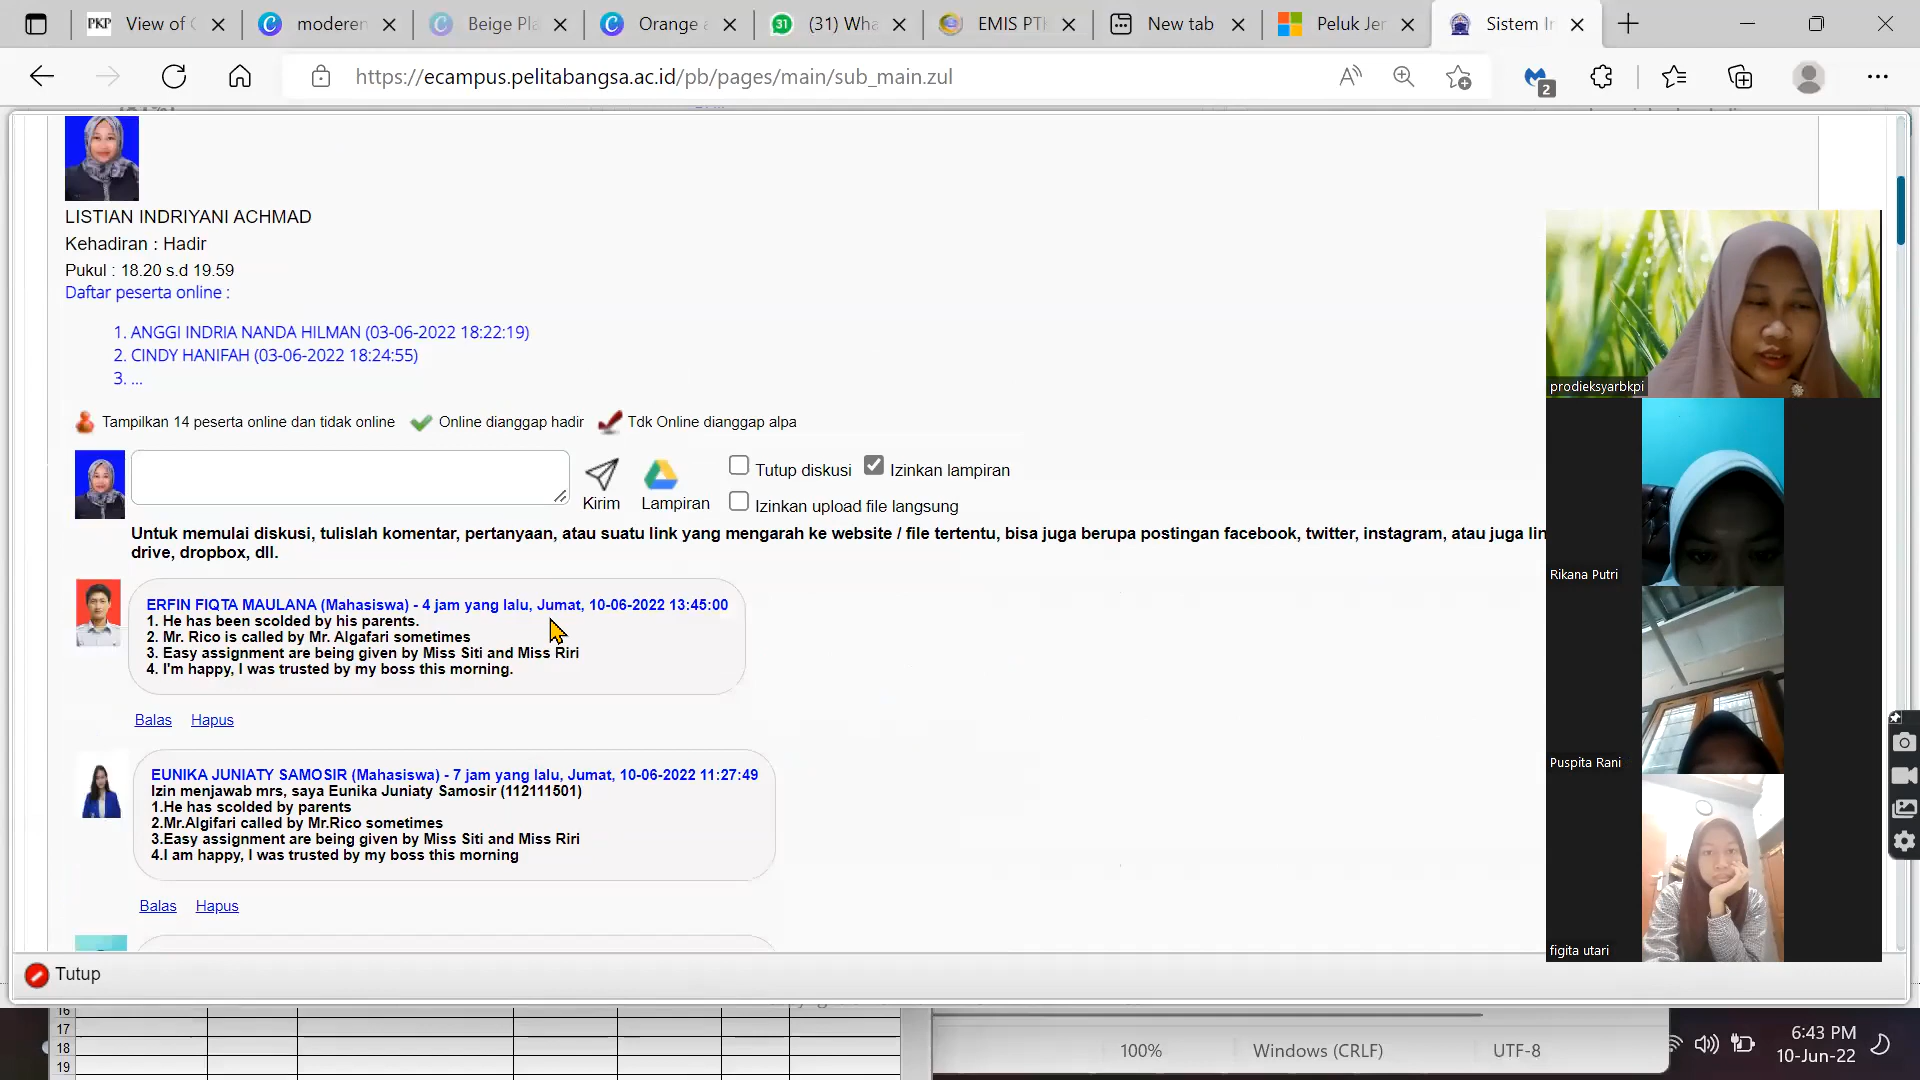 View of
moderen
Beige Pla
Orange a
(31) Wha
EMIS PTK
New tab
Peluk Jer
Sistem In
https://ecampus.pelitabangsa.ac.id/pb/pages/main/sub_main.zul
2
LISTIAN INDRIYANI ACHMAD
Kehadiran : Hadir
Pukul : 18.20 s.d 19.59
Daftar peserta online :
1. ANGGI INDRIA NANDA HILMAN (03-06-2022 18:22:19)
2. CINDY HANIFAH (03-06-2022 18:24:55)
3. ...
Tampilkan 14 peserta online dan tidak online Online dianggap hadir Tdk Online dianggap alpa
Tutup diskusi Izinkan lampiran
Kirim Lampiran Izinkan upload file langsung
Untuk memulai diskusi, tulislah komentar, pertanyaan, atau suatu link yang mengarah ke website / file tertentu, bisa juga berupa postingan facebook, twitter, instagram, atau juga lin
drive, dropbox, dll.
ERFIN FIQTA MAULANA (Mahasiswa) - 4 jam yang lalu, Jumat, 10-06-2022 13:45:00
1. He has been scolded by his parents.
2. Mr. Rico is called by Mr. Algafari sometimes
3. Easy assignment are being given by Miss Siti and Miss Riri
4. I'm happy, I was trusted by my boss this morning.
Balas Hapus
EUNIKA JUNIATY SAMOSIR (Mahasiswa) - 7 jam yang lalu, Jumat, 10-06-2022 11:27:49
Izin menjawab mrs, saya Eunika Juniaty Samosir (112111501)
1.He has scolded by parents
2.Mr.Algifari called by Mr.Rico sometimes
3.Easy assignment are being given by Miss Siti and Miss Riri
4.I am happy, I was trusted by my boss this morning
Balas Hapus
prodieksyarbkpi
Rikana Putri
Puspita Rani
figita utari
Tutup
16
17
18
19
100% Windows (CRLF) UTF-8
6:43 PM
10-Jun-22